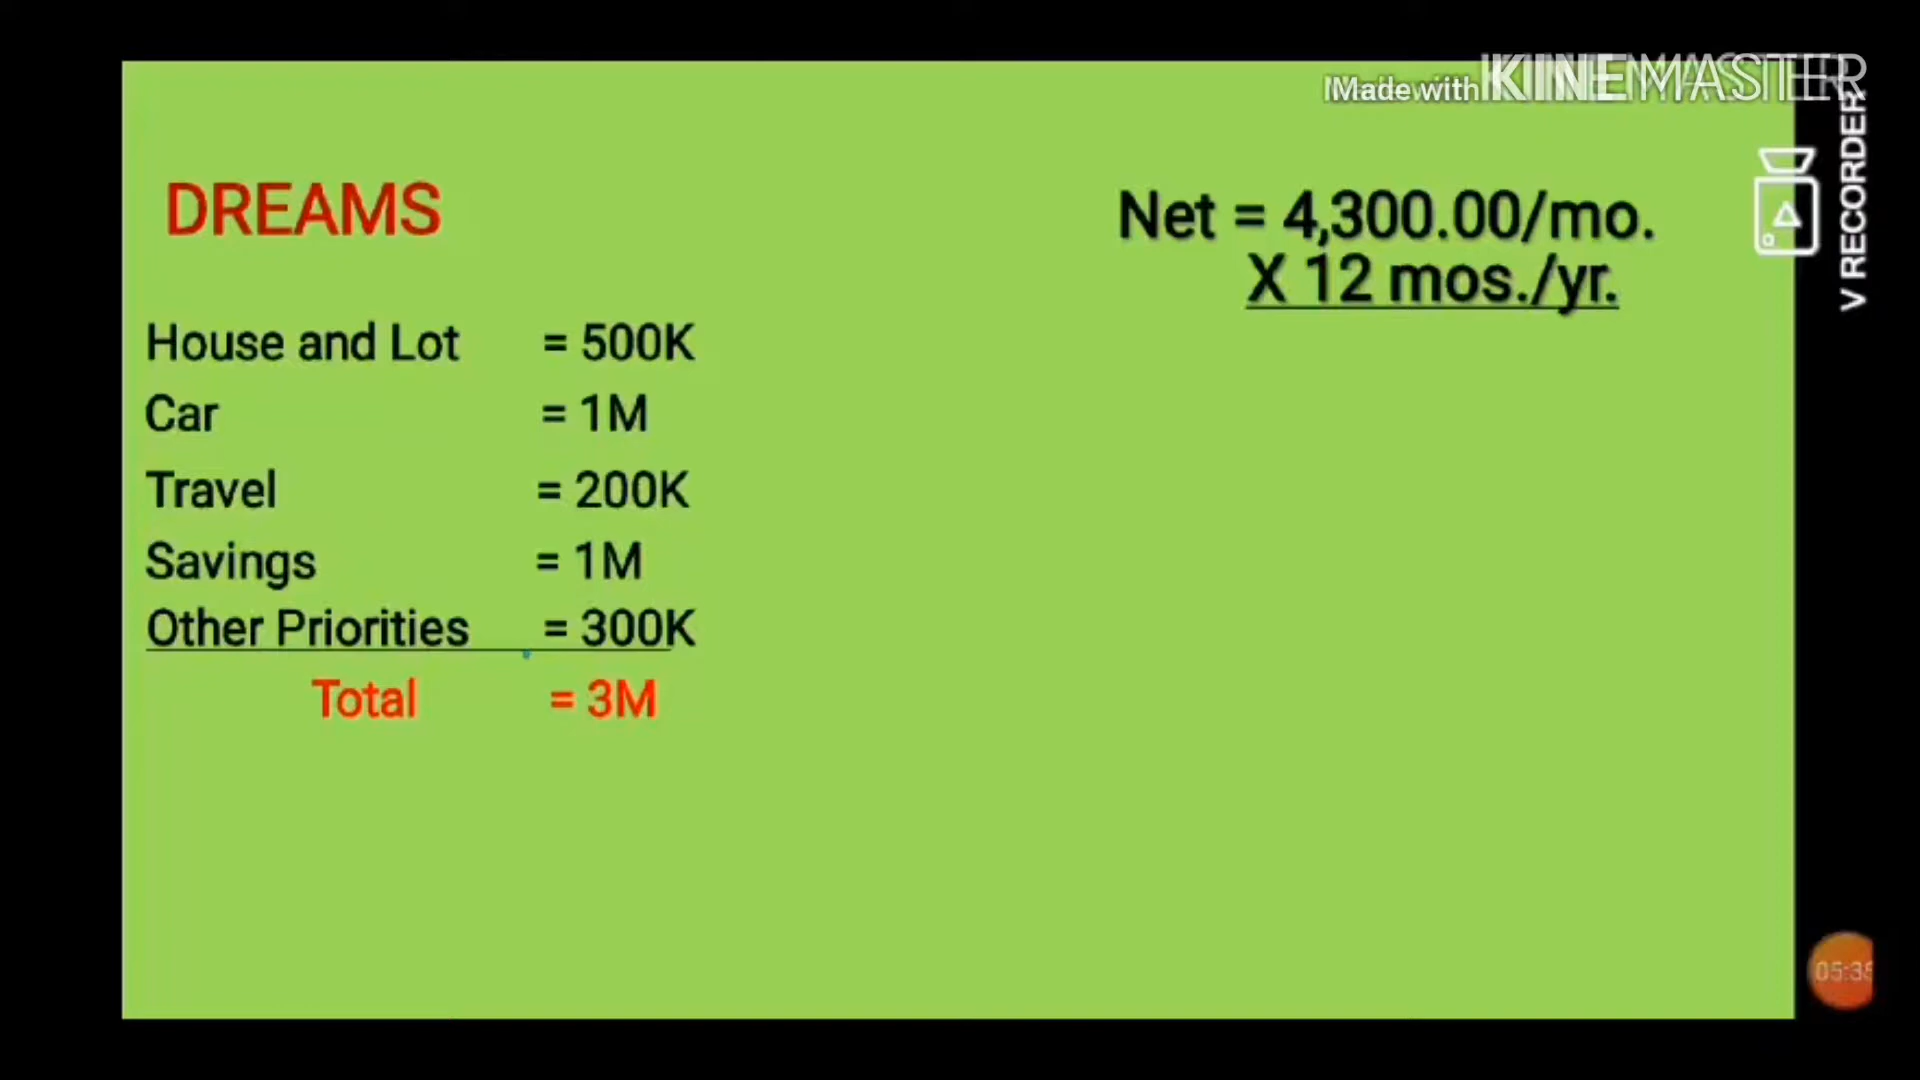 Made with KINEMASTER
V RECORDER
DREAMS
Net = 4,300.00/mo.
X 12 mos./yr.
House and Lot = 500K
Car = 1M
Travel = 200K
Savings = 1M
Other Priorities = 300K
Total = 3M